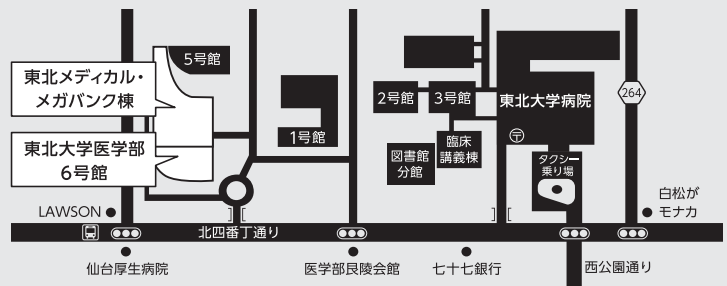 5号館
東北メディカル・
メガバンク棟
東北大学医学部
6号館
1号館
2号館
3号館
東北大学病院
264
臨床
講義棟
図書館
分館
〒
タクシー
乗り場
LAWSON
白松が
モナカ
北四番丁通り
仙台厚生病院
医学部艮陵会館
七十七銀行
西公園通り